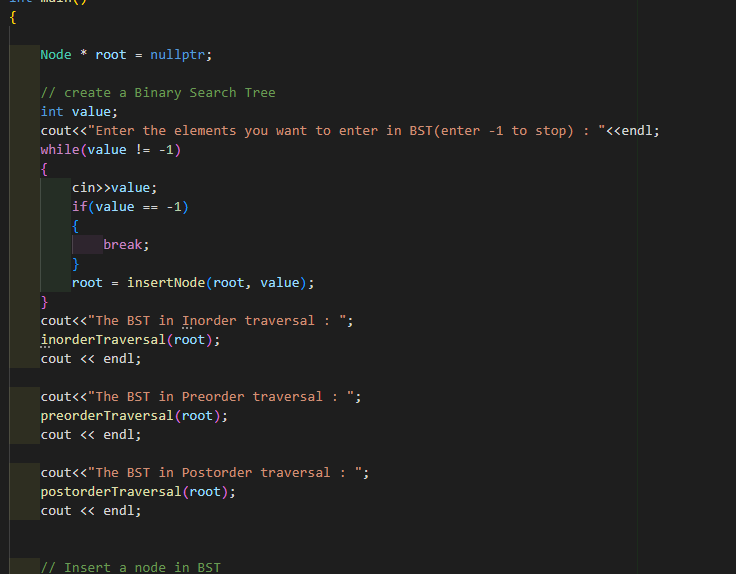 int main()
{
Node * root = nullptr;
// create a Binary Search Tree
int value;
cout<<"Enter the elements you want to enter in BST(enter -1 to stop) : "<<endl;
while(value != -1)
{
cin>>value;
if(value == -1)
{
break;
}
root = insertNode(root, value);
}
cout<<"The BST in Inorder traversal : ";
inorderTraversal(root);
cout << endl;
cout<<"The BST in Preorder traversal : ";
preorderTraversal(root);
cout << endl;
cout<<"The BST in Postorder traversal : ";
postorderTraversal(root);
cout << endl;
// Insert a node in BST